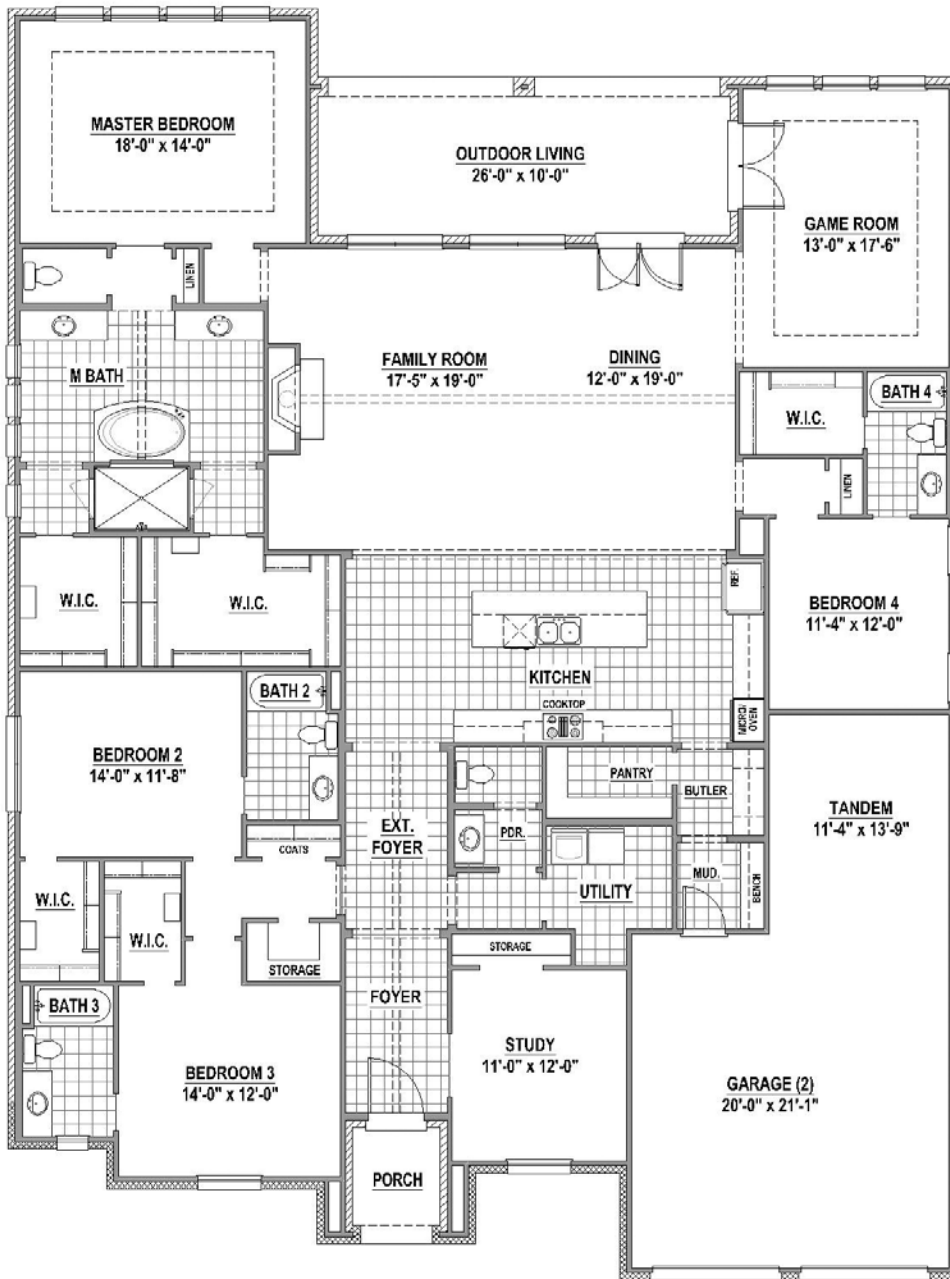 MASTER BEDROOM
18'-0" x 14'-0"
OUTDOOR LIVING
26'-0" x 10'-0"
GAME ROOM
13'-0" x 17'-6"
LINEN
M BATH
FAMILY ROOM
17'-5" x 19'-0"
DINING
12'-0" x 19'-0"
W.I.C.
BATH 4
LINEN
W.I.C.
W.I.C.
REF.
BEDROOM 4
11'-4" x 12'-0"
KITCHEN
COOKTOP
MICRO/
OVEN
BATH 2
BEDROOM 2
14'-0" x 11'-8"
PANTRY
BUTLER
TANDEM
11'-4" x 13'-9"
COATS
EXT.
FOYER
PDR.
UTILITY
MUD.
BENCH
W.I.C.
W.I.C.
STORAGE
STORAGE
FOYER
BATH 3
BEDROOM 3
14'-0" x 12'-0"
STUDY
11'-0" x 12'-0"
GARAGE (2)
20'-0" x 21'-1"
PORCH